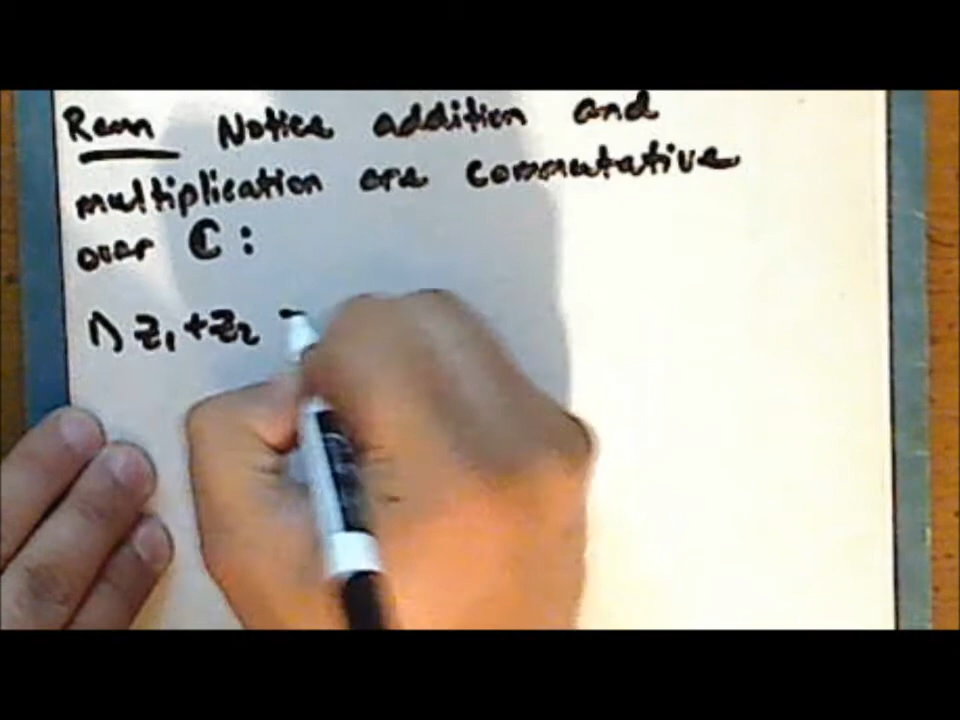 Rem Notice addition and
multiplication are commutative
over ℂ:
1) z₁ + z₂ =